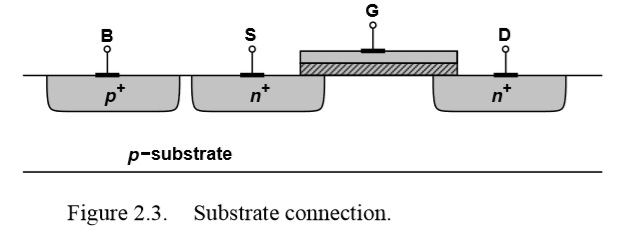 G
B S D
p+ n+ n+
p-substrate
Figure 2.3. Substrate connection.